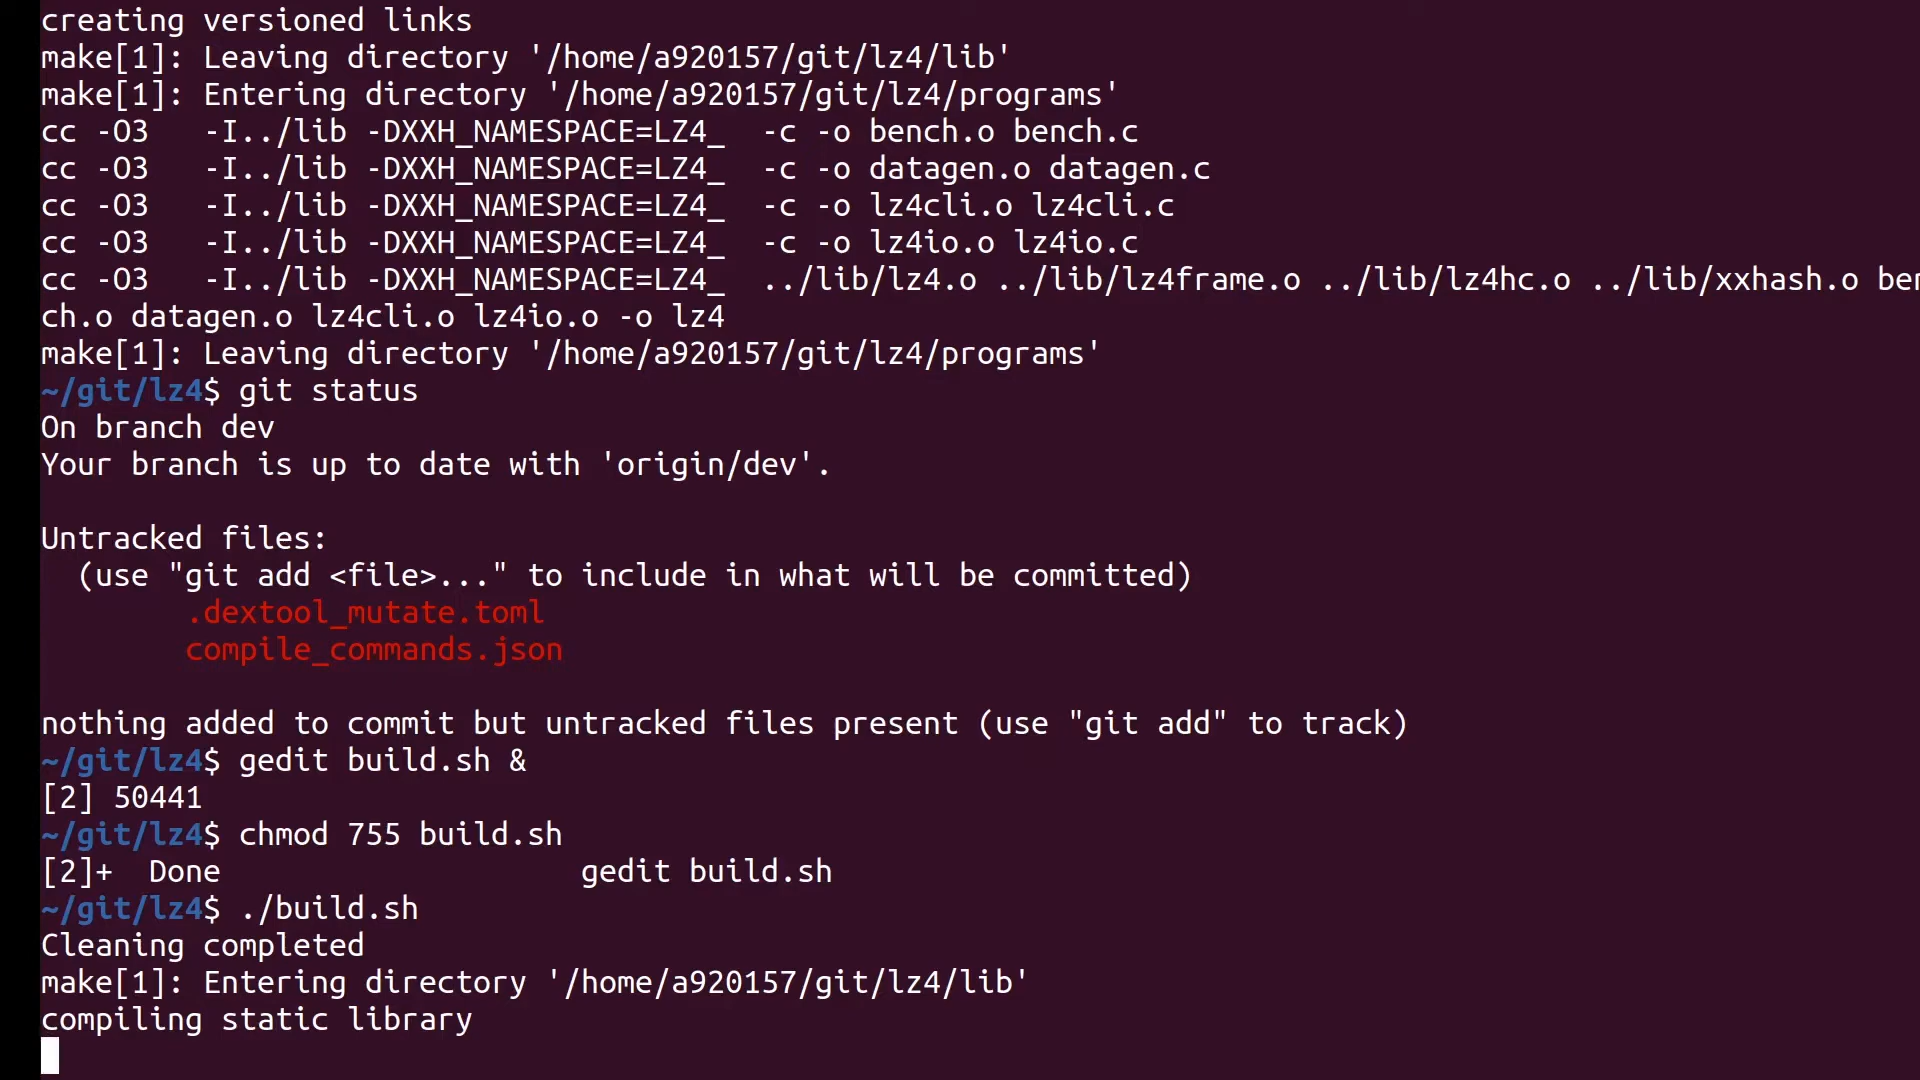 creating versioned links
make[1]: Leaving directory '/home/a920157/git/lz4/lib'
make[1]: Entering directory '/home/a920157/git/lz4/programs'
cc -O3   -I../lib -DXXH_NAMESPACE=LZ4_  -c -o bench.o bench.c
cc -O3   -I../lib -DXXH_NAMESPACE=LZ4_  -c -o datagen.o datagen.c
cc -O3   -I../lib -DXXH_NAMESPACE=LZ4_  -c -o lz4cli.o lz4cli.c
cc -O3   -I../lib -DXXH_NAMESPACE=LZ4_  -c -o lz4io.o lz4io.c
cc -O3   -I../lib -DXXH_NAMESPACE=LZ4_  ../lib/lz4.o ../lib/lz4frame.o ../lib/lz4hc.o ../lib/xxhash.o ben
ch.o datagen.o lz4cli.o lz4io.o -o lz4
make[1]: Leaving directory '/home/a920157/git/lz4/programs'
~/git/lz4$ git status
On branch dev
Your branch is up to date with 'origin/dev'.

Untracked files:
  (use "git add <file>..." to include in what will be committed)
        .dextool_mutate.toml
        compile_commands.json

nothing added to commit but untracked files present (use "git add" to track)
~/git/lz4$ gedit build.sh &
[2] 50441
~/git/lz4$ chmod 755 build.sh
[2]+  Done                    gedit build.sh
~/git/lz4$ ./build.sh
Cleaning completed
make[1]: Entering directory '/home/a920157/git/lz4/lib'
compiling static library